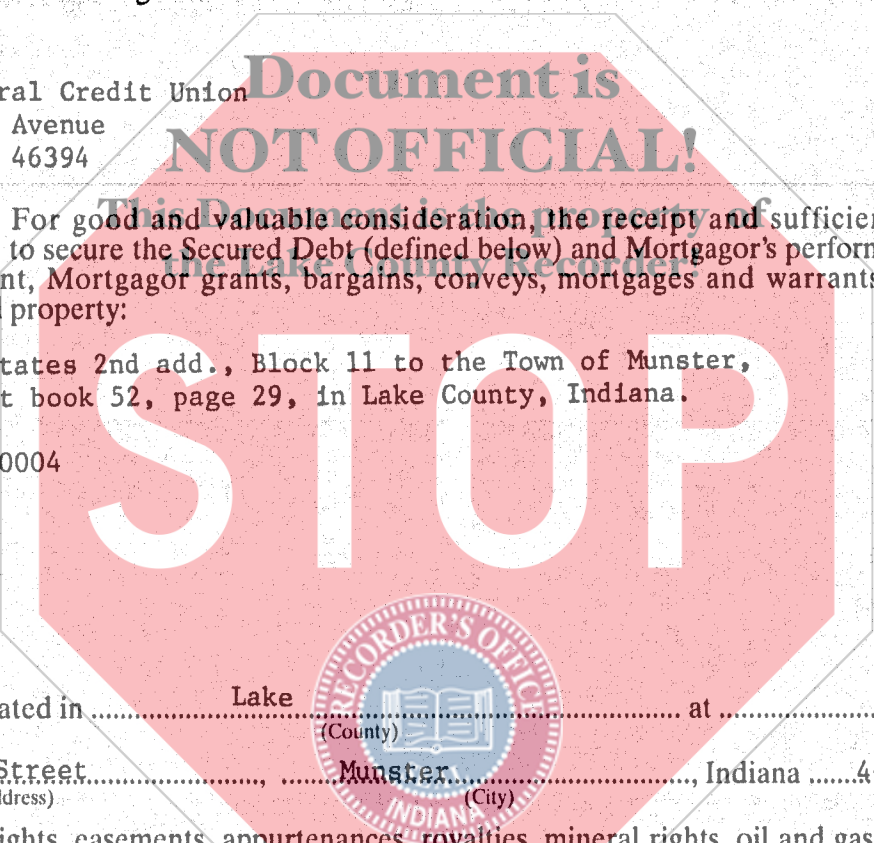 Document is
ral Credit Union
Avenue
NOT OFFICIAL!
46394
This Document is the property of
For good and valuable consideration, the receipt and sufficien
to secure the Secured Debt (defined below) and Mortgagor's perform
the Lake County Recorder!
nt, Mortgagor grants, bargains, conveys, mortgages and warrants
property:
tates 2nd add., Block 11 to the Town of Munster,
t book 52, page 29, in Lake County, Indiana.
STOP
0004
RECORDER'S OFFICE
ated in Lake at
(County)
Street, Munster, Indiana 4
dress) (City)
INDIANA
ights, easements, appurtenances, royalties, mineral rights, oil and gas